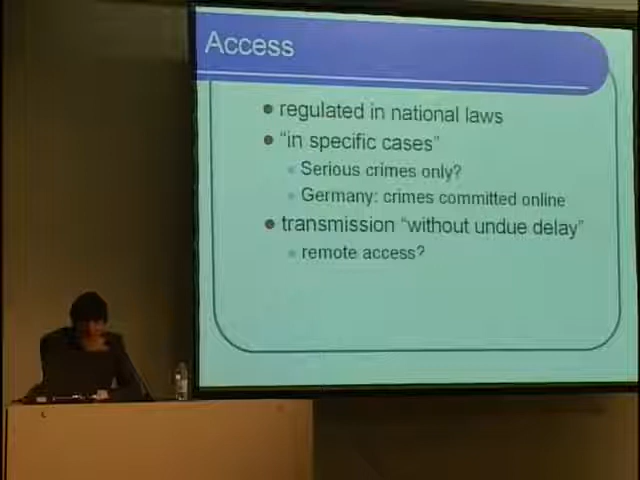 Access
regulated in national laws
“in specific cases”
Serious crimes only?
Germany: crimes committed online
transmission “without undue delay”
remote access?